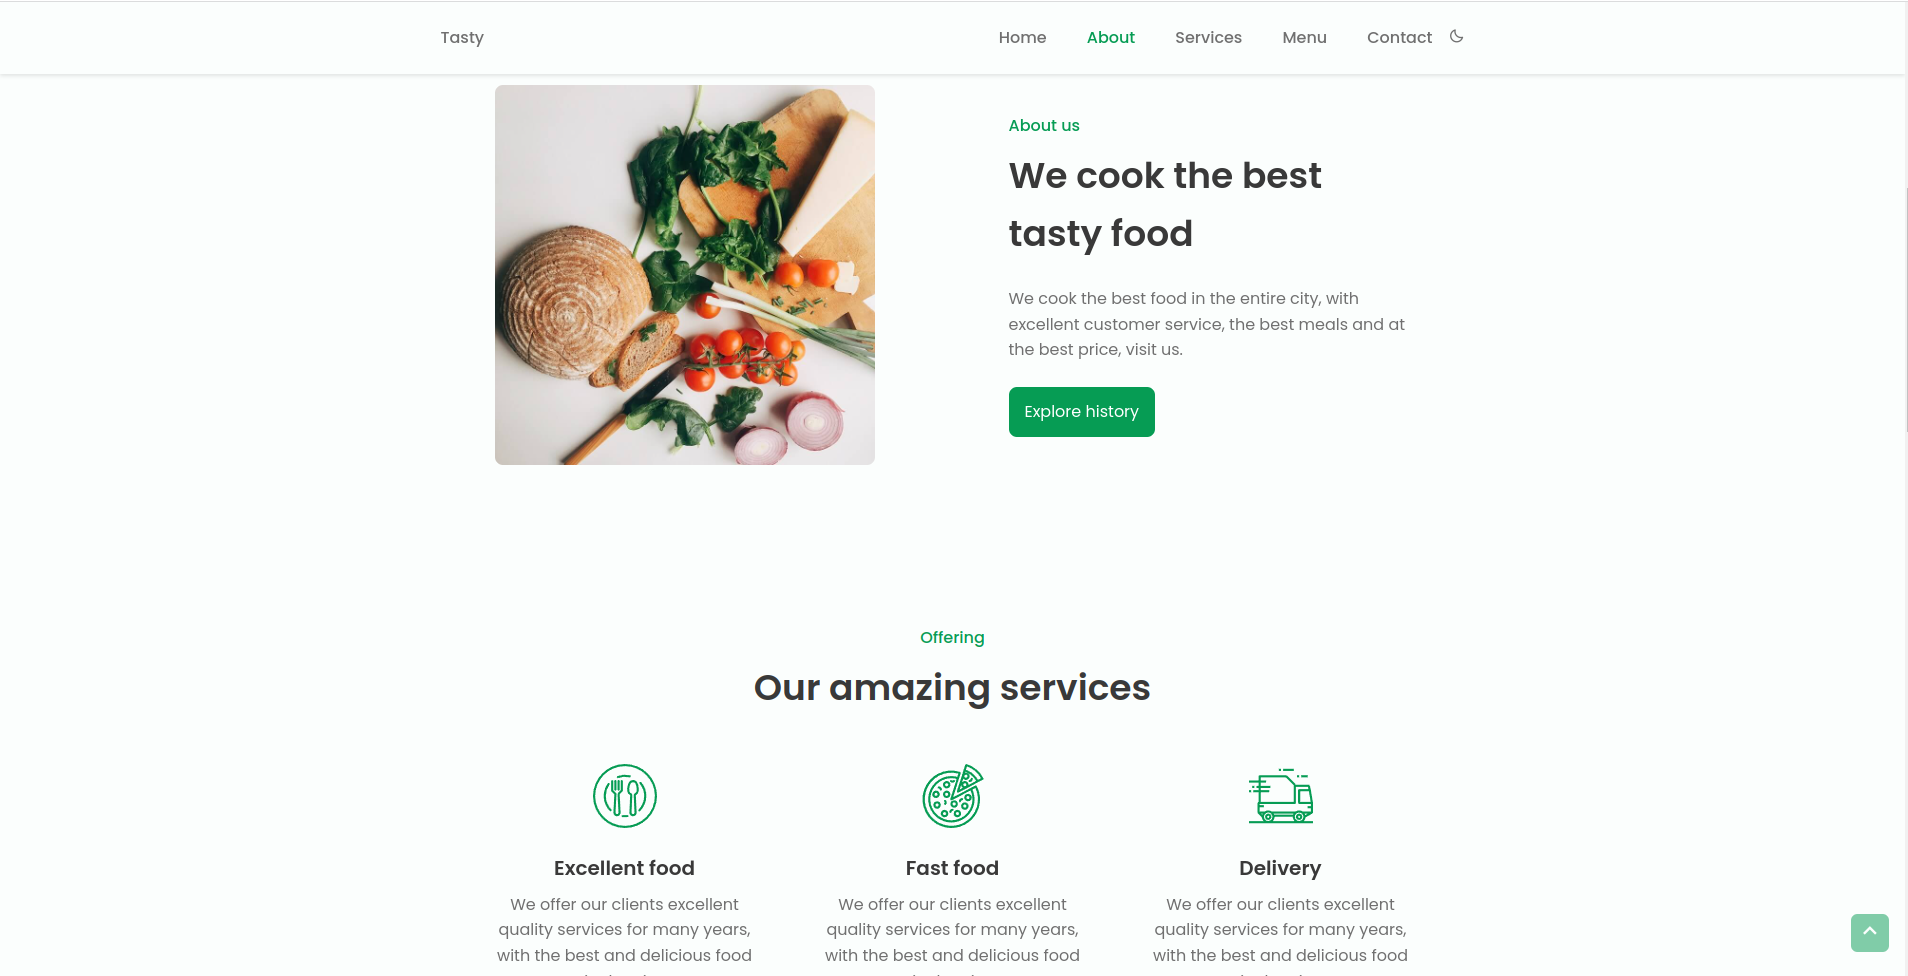 Tasty
Home
About
Services
Menu
Contact
About us
We cook the best
tasty food
We cook the best food in the entire city, with
excellent customer service, the best meals and at
the best price, visit us.
Explore history
Offering
Our amazing services
Excellent food
We offer our clients excellent
quality services for many years,
with the best and delicious food
Fast food
We offer our clients excellent
quality services for many years,
with the best and delicious food
Delivery
We offer our clients excellent
quality services for many years,
with the best and delicious food